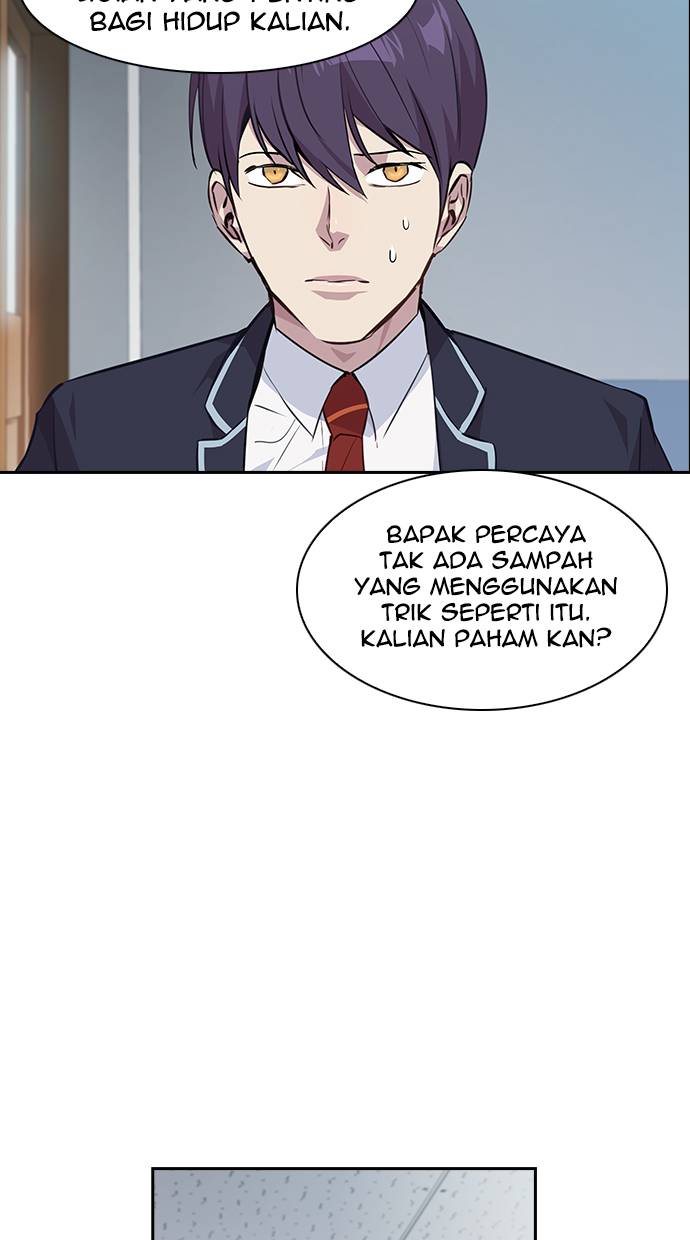 BAGI HIDUP KALIAN.
BAPAK PERCAYA
TAK ADA SAMPAH
YANG MENGGUNAKAN
TRIK SEPERTI ITU.
KALIAN PAHAM KAN?